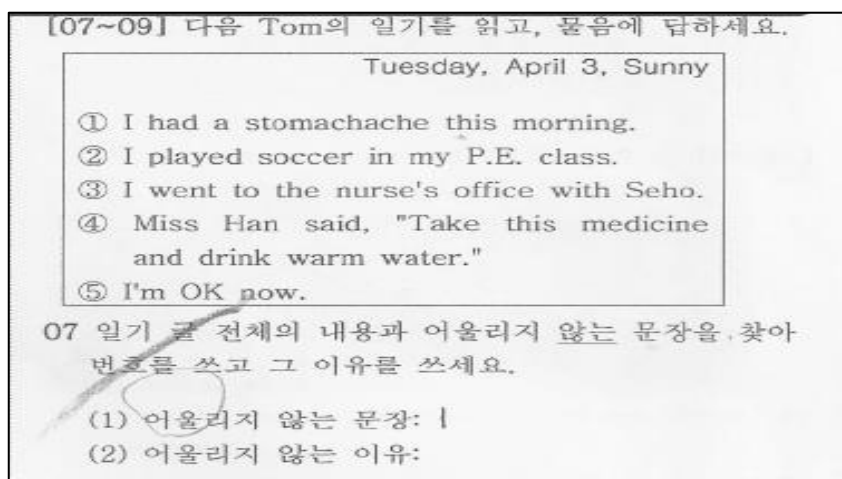 [07~09] 다음 Tom의 일기를 읽고, 물음에 답하세요.
Tuesday, April 3, Sunny
① I had a stomachache this morning.
② I played soccer in my P.E. class.
③ I went to the nurse's office with Seho.
④ Miss Han said, "Take this medicine
and drink warm water."
⑤ I'm OK now.
07 일기 글 전체의 내용과 어울리지 않는 문장을 찾아
번호를 쓰고 그 이유를 쓰세요.
(1) 어울리지 않는 문장: 1
(2) 어울리지 않는 이유: